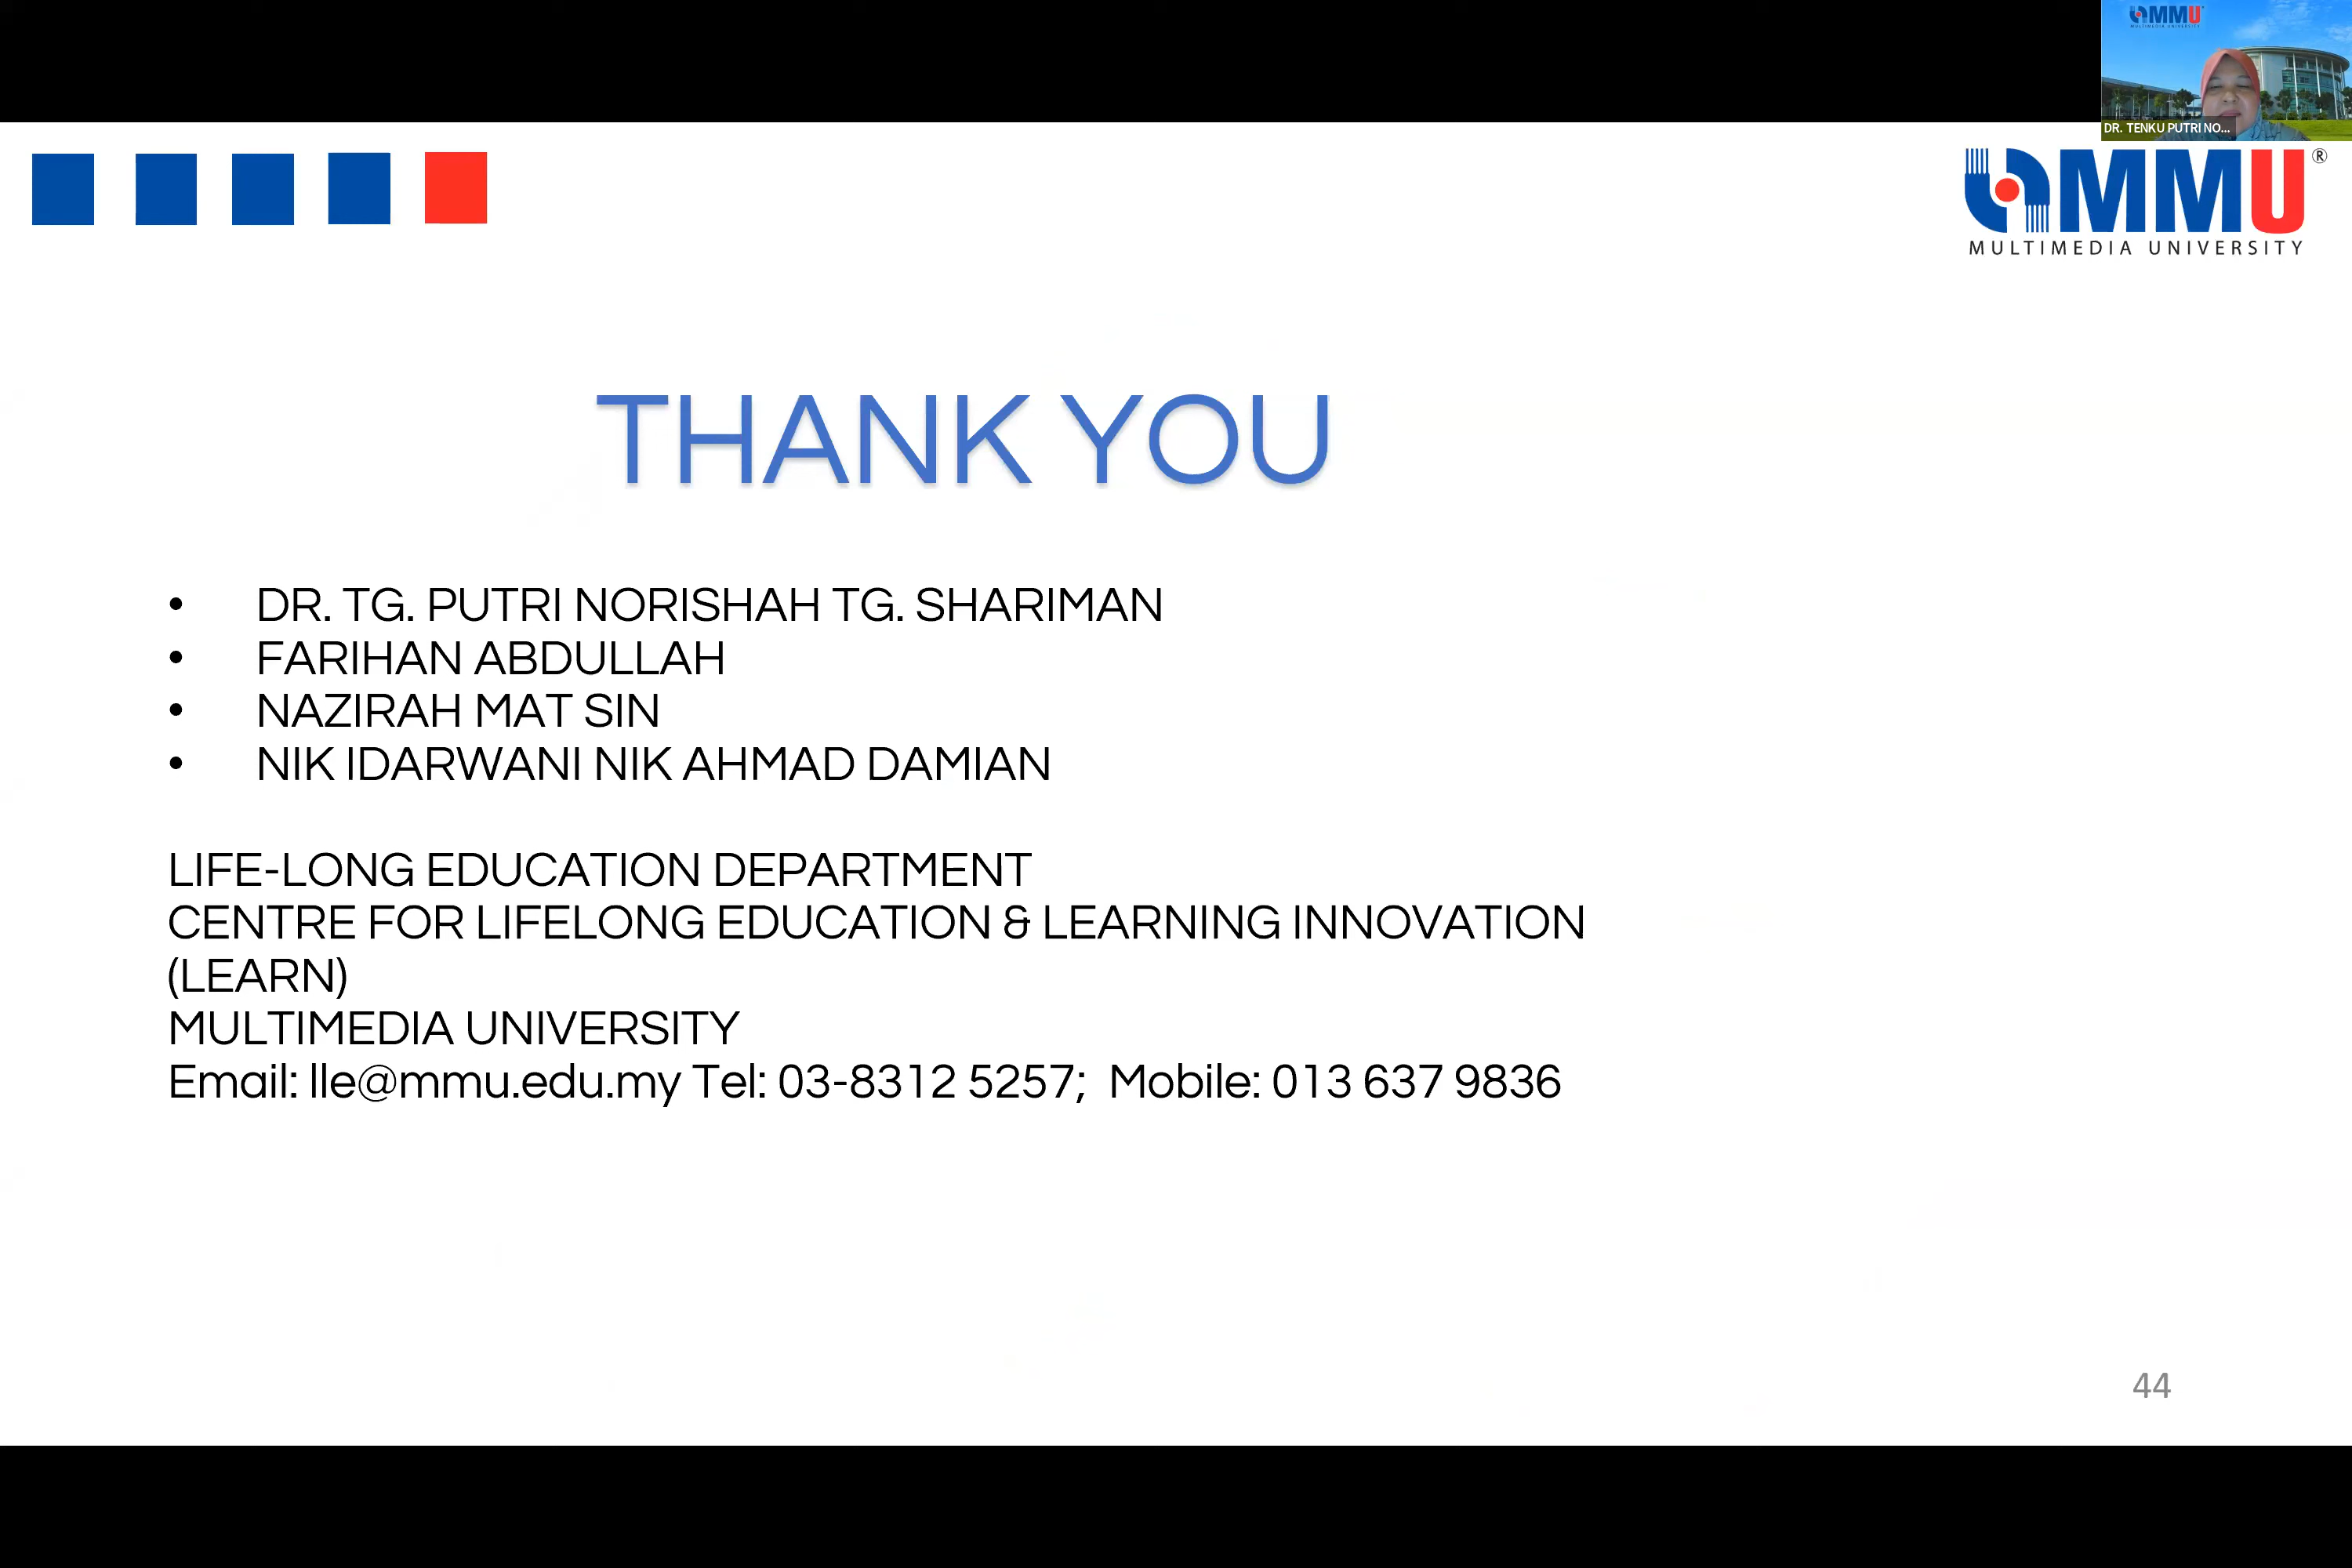 MMU
MULTIMEDIA UNIVERSITY
DR. TENKU PUTRI NO...
MMU®
MULTIMEDIA UNIVERSITY
THANK YOU
• DR. TG. PUTRI NORISHAH TG. SHARIMAN
• FARIHAN ABDULLAH
• NAZIRAH MAT SIN
• NIK IDARWANI NIK AHMAD DAMIAN
LIFE-LONG EDUCATION DEPARTMENT
CENTRE FOR LIFELONG EDUCATION & LEARNING INNOVATION
(LEARN)
MULTIMEDIA UNIVERSITY
Email: lle@mmu.edu.my Tel: 03-8312 5257; Mobile: 013 637 9836
44